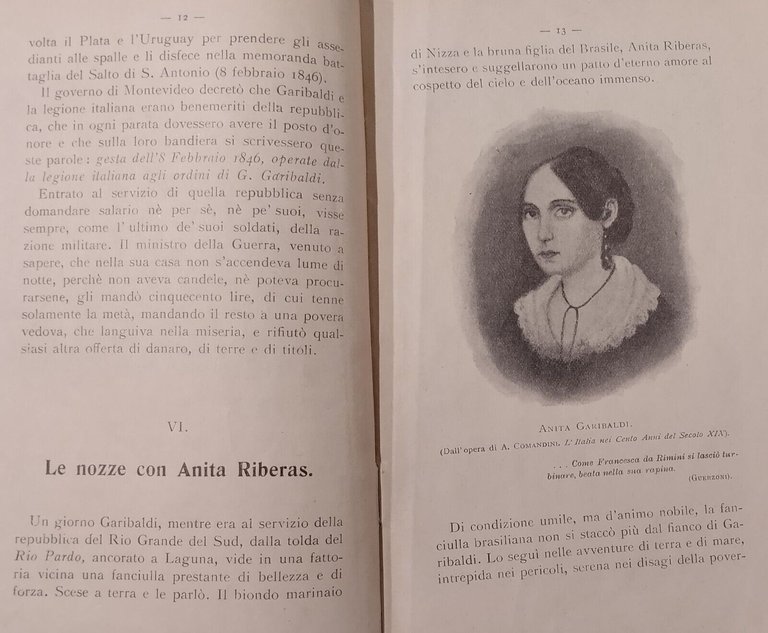 — 12 —
volta il Plata e l'Uruguay per prendere gli asse-
dianti alle spalle e li disfece nella memoranda bat-
taglia del Salto di S. Antonio (8 febbraio 1846).
Il governo di Montevideo decretò che Garibaldi e
la legione italiana erano benemeriti della repubbli-
ca, che in ogni parata dovessero avere il posto d'o-
nore e che sulla loro bandiera si scrivessero que-
ste parole: gesta dell'8 Febbraio 1846, operate dal-
la legione italiana agli ordini di G. Garibaldi.
Entrato al servizio di quella repubblica senza
domandare salario nè per sè, nè pe' suoi, visse
sempre, come l'ultimo de' suoi soldati, della ra-
zione militare. Il ministro della Guerra, venuto a
sapere, che nella sua casa non s'accendeva lume di
notte, perchè non aveva candele, nè poteva procu-
rarsene, gli mandò cinquecento lire, di cui tenne
solamente la metà, mandando il resto a una povera
vedova, che languiva nella miseria, e rifiutò qual-
siasi altra offerta di danaro, di terre e di titoli.
VI.
Le nozze con Anita Riberas.
Un giorno Garibaldi, mentre era al servizio della
repubblica del Rio Grande del Sud, dalla tolda del
Rio Pardo, ancorato a Laguna, vide in una fatto-
ria vicina una fanciulla prestante di bellezza e di
forza. Scese a terra e le parlò. Il biondo marinaio
— 13 —
di Nizza e la bruna figlia del Brasile, Anita Riberas,
s'intesero e suggellarono un patto d'eterno amore al
cospetto del cielo e dell'oceano immenso.
ANITA GARIBALDI.
(Dall'opera di A. COMANDINI. L'Italia nei Cento Anni del Secolo XIX).
. . . Come Francesca da Rimini si lasciò tur-
binare, beata nella sua rapina.
(GUERZONI).
Di condizione umile, ma d'animo nobile, la fan-
ciulla brasiliana non si staccò più dal fianco di Ga-
ribaldi. Lo seguì nelle avventure di terra e di mare,
intrepida nei pericoli, serena nei disagi della pover-